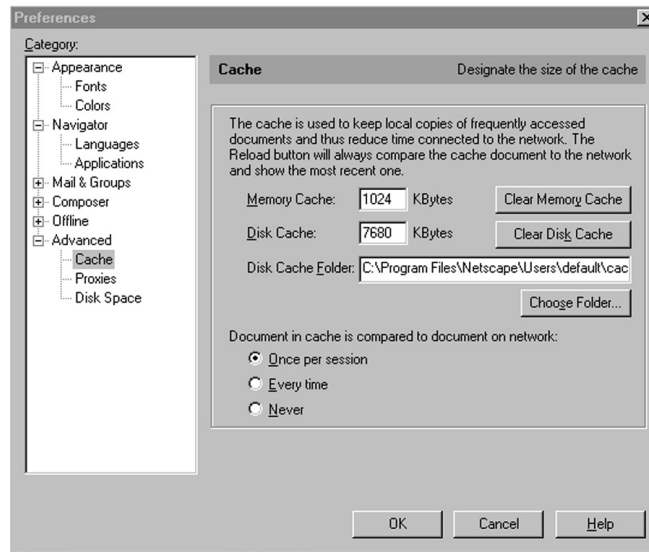 Preferences
Category:
Appearance
Fonts
Colors
Navigator
Languages
Applications
Mail & Groups
Composer
Offline
Advanced
Cache
Proxies
Disk Space
Cache Designate the size of the cache
The cache is used to keep local copies of frequently accessed
documents and thus reduce time connected to the network. The
Reload button will always compare the cache document to the network
and show the most recent one.
Memory Cache: 1024 KBytes Clear Memory Cache
Disk Cache: 7680 KBytes Clear Disk Cache
Disk Cache Folder: C:\Program Files\Netscape\Users\default\cac
Choose Folder...
Document in cache is compared to document on network:
Once per session
Every time
Never
OK Cancel Help